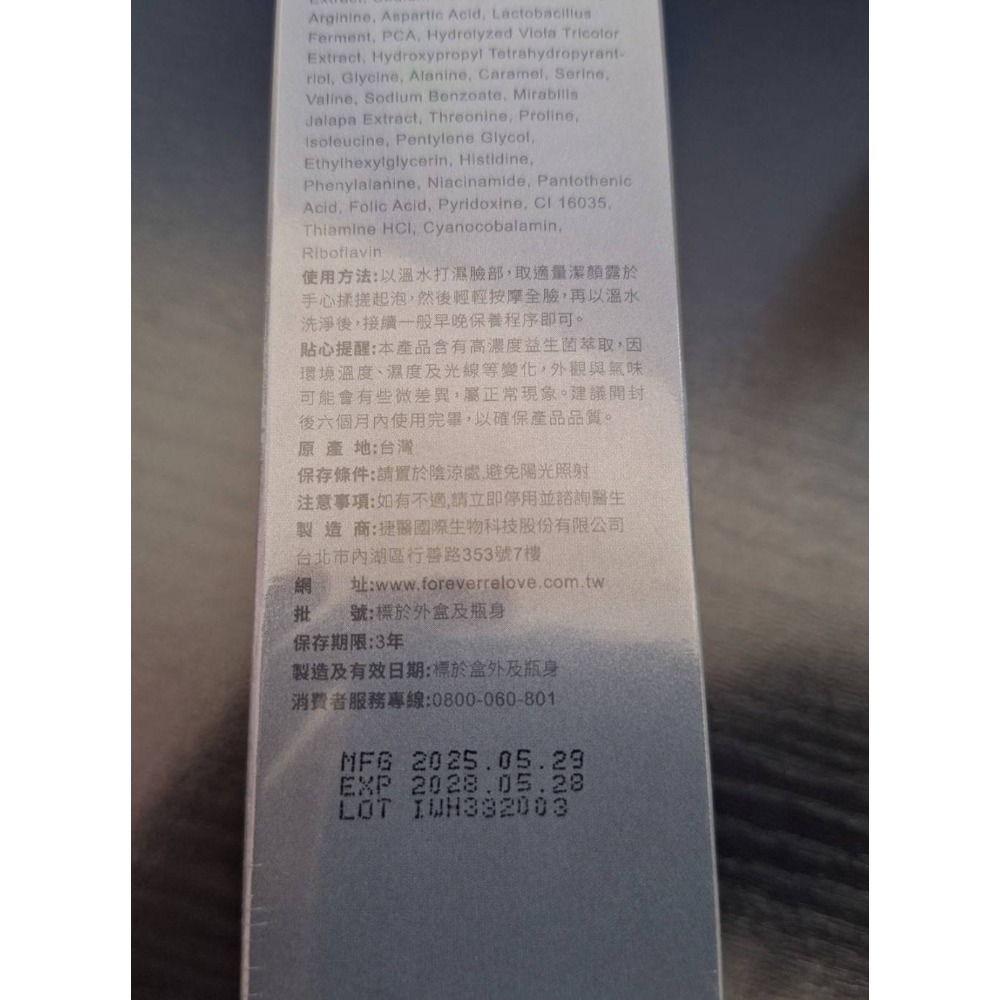 Arginine, Aspartic Acid, Lactobacillus
Ferment, PCA, Hydrolyzed Viola Tricolor
Extract, Hydroxypropyl Tetrahydropyrant-
riol, Glycine, Alanine, Caramel, Serine,
Valine, Sodium Benzoate, Mirabilis
Jalapa Extract, Threonine, Proline,
Isoleucine, Pentylene Glycol,
Ethylhexylglycerin, Histidine,
Phenylalanine, Niacinamide, Pantothenic
Acid, Folic Acid, Pyridoxine, CI 16035,
Thiamine HCl, Cyanocobalamin,
Riboflavin
使用方法:以溫水打濕臉部,取適量潔顏露於
手心揉搓起泡,然後輕輕按摩全臉,再以溫水
洗淨後,接續一般早晚保養程序即可。
貼心提醒:本產品含有高濃度益生菌萃取,因
環境溫度、濕度及光線等變化,外觀與氣味
可能會有些微差異,屬正常現象。建議開封
後六個月內使用完畢,以確保產品品質。
原 產 地:台灣
保存條件:請置於陰涼處,避免陽光照射
注意事項:如有不適,請立即停用並諮詢醫生
製 造 商:捷醫國際生物科技股份有限公司
台北市內湖區行善路353號7樓
網 址:www.foreverrelove.com.tw
批 號:標於外盒及瓶身
保存期限:3年
製造及有效日期:標於盒外及瓶身
消費者服務專線:0800-060-801
MFG 2025.05.29
EXP 2028.05.28
LOT IWH392003